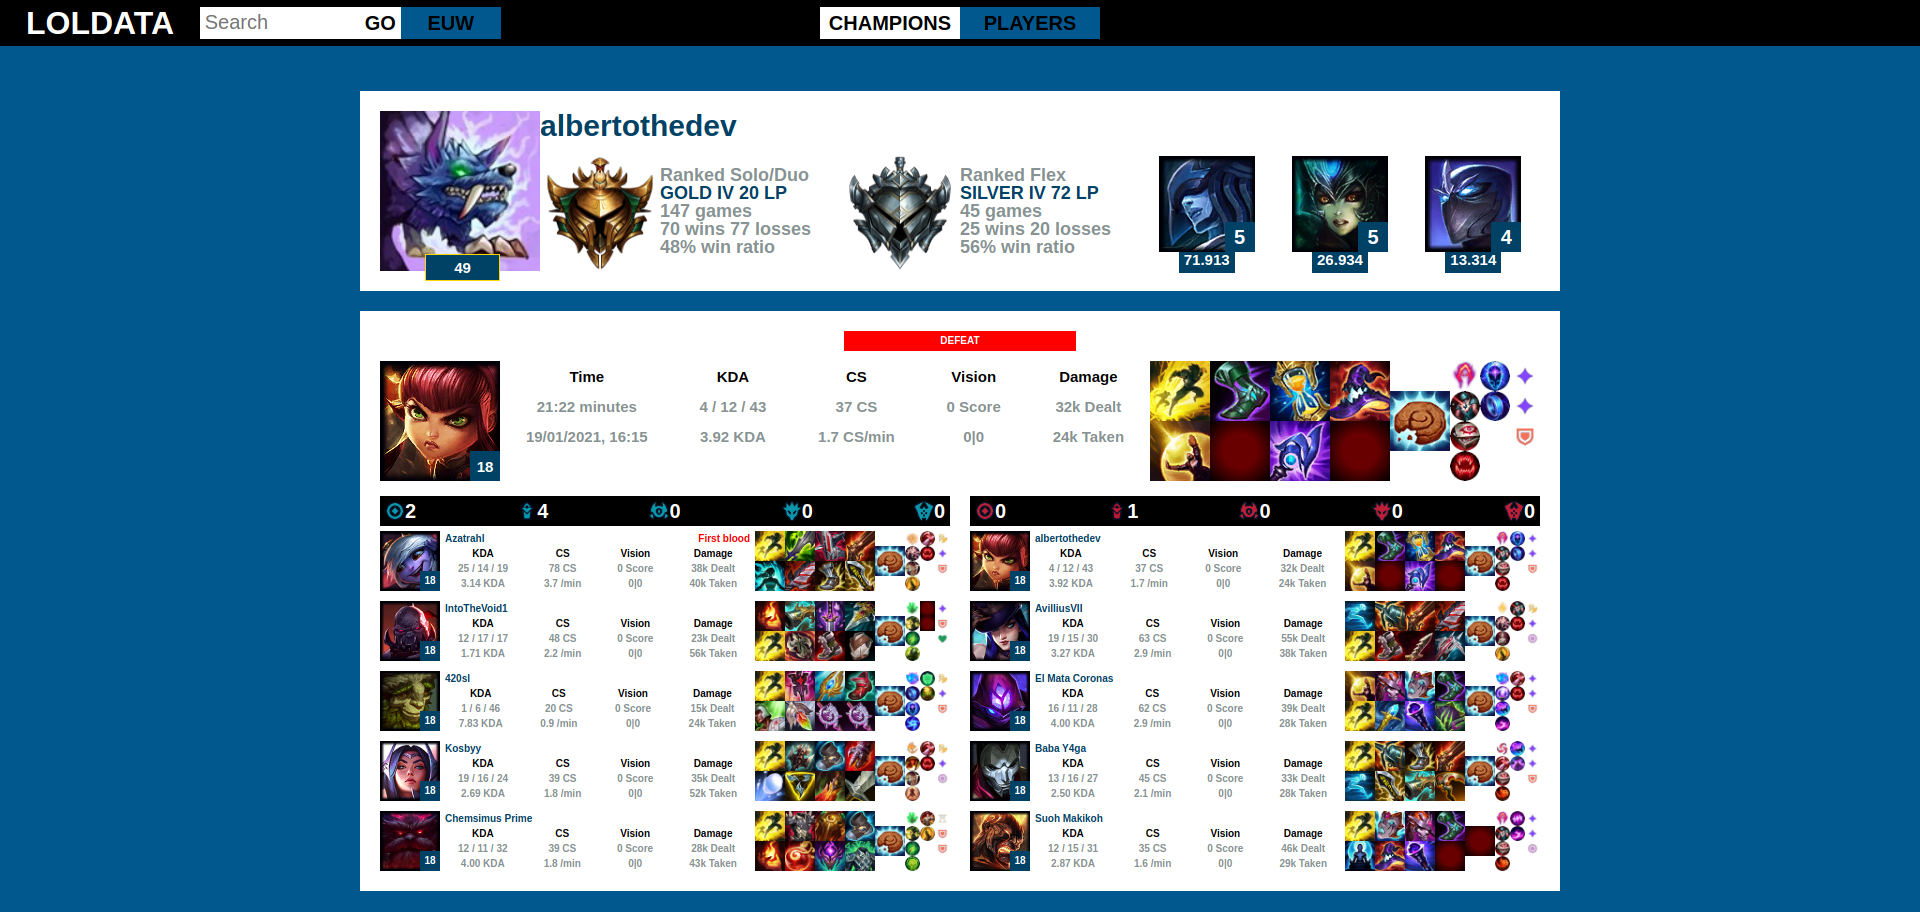 LOLDATA Search GO EUW CHAMPIONS PLAYERS
albertothedev
49
Ranked Solo/Duo
GOLD IV 20 LP
147 games
70 wins 77 losses
48% win ratio
Ranked Flex
SILVER IV 72 LP
45 games
25 wins 20 losses
56% win ratio
5
71.913
5
26.934
4
13.314
DEFEAT
18
Time KDA CS Vision Damage
21:22 minutes 4 / 12 / 43 37 CS 0 Score 32k Dealt
19/01/2021, 16:15 3.92 KDA 1.7 CS/min 0|0 24k Taken
2 4 0 0 0
Azatrahl First blood
KDA CS Vision Damage
25 / 14 / 19 78 CS 0 Score 38k Dealt
18 3.14 KDA 3.7 /min 0|0 40k Taken
IntoTheVoid1
KDA CS Vision Damage
12 / 17 / 17 48 CS 0 Score 23k Dealt
18 1.71 KDA 2.2 /min 0|0 56k Taken
420sl
KDA CS Vision Damage
1 / 6 / 46 20 CS 0 Score 15k Dealt
18 7.83 KDA 0.9 /min 0|0 24k Taken
Kosbyy
KDA CS Vision Damage
19 / 16 / 24 39 CS 0 Score 35k Dealt
18 2.69 KDA 1.8 /min 0|0 52k Taken
Chemsimus Prime
KDA CS Vision Damage
12 / 11 / 32 39 CS 0 Score 28k Dealt
18 4.00 KDA 1.8 /min 0|0 43k Taken
0 1 0 0 0
albertothedev
KDA CS Vision Damage
4 / 12 / 43 37 CS 0 Score 32k Dealt
18 3.92 KDA 1.7 /min 0|0 24k Taken
AvilliusVII
KDA CS Vision Damage
19 / 15 / 30 63 CS 0 Score 55k Dealt
18 3.27 KDA 2.9 /min 0|0 38k Taken
El Mata Coronas
KDA CS Vision Damage
16 / 11 / 28 62 CS 0 Score 39k Dealt
18 4.00 KDA 2.9 /min 0|0 28k Taken
Baba Y4ga
KDA CS Vision Damage
13 / 16 / 27 45 CS 0 Score 33k Dealt
18 2.50 KDA 2.1 /min 0|0 28k Taken
Suoh Makikoh
KDA CS Vision Damage
12 / 15 / 31 35 CS 0 Score 46k Dealt
18 2.87 KDA 1.6 /min 0|0 29k Taken